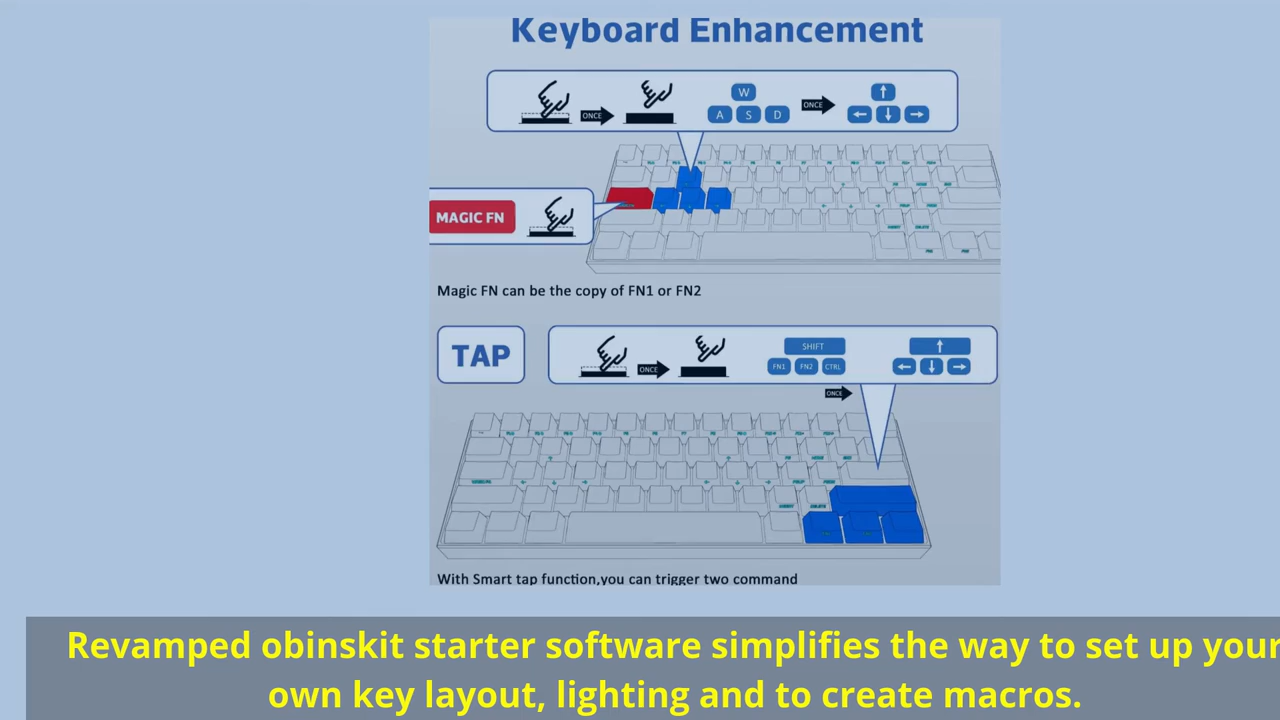 Keyboard Enhancement
ONCE
W
A S D
ONCE
↑
← ↓ →
MAGIC FN
Magic FN can be the copy of FN1 or FN2
TAP
ONCE
SHIFT
FN1 FN2 CTRL
↑
← ↓ →
ONCE
With Smart tap function,you can trigger two command
Revamped obinskit starter software simplifies the way to set up your
own key layout, lighting and to create macros.